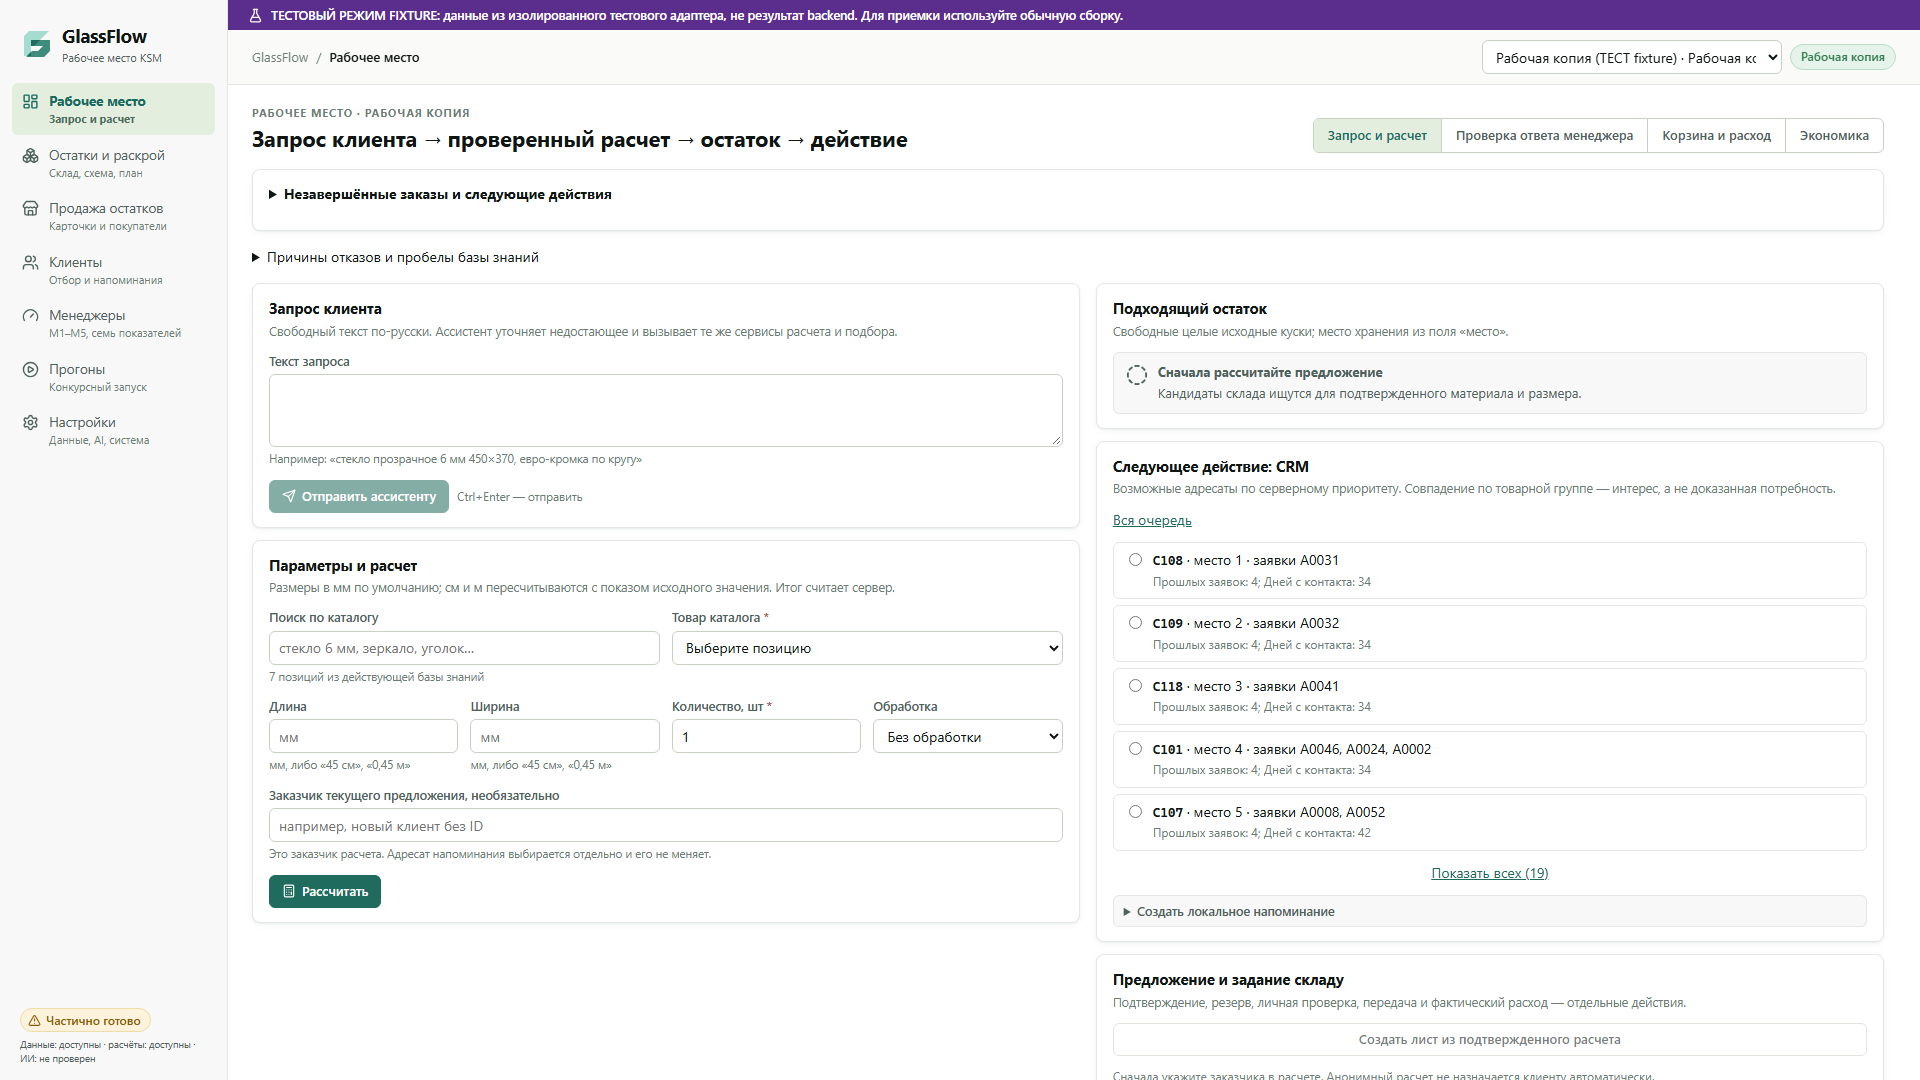 ТЕСТОВЫЙ РЕЖИМ FIXTURE: данные из изолированного тестового адаптера, не результат backend. Для приемки используйте обычную сборку.
GlassFlow
Рабочее место KSM
Рабочее место
Запрос и расчет
Остатки и раскрой
Склад, схема, план
Продажа остатков
Карточки и покупатели
Клиенты
Отбор и напоминания
Менеджеры
М1–М5, семь показателей
Прогоны
Конкурсный запуск
Настройки
Данные, AI, система
Частично готово
Данные: доступны · расчёты: доступны ·
ИИ: не проверен
GlassFlow / Рабочее место
Рабочая копия (ТЕСТ fixture) · Рабочая кс
Рабочая копия
РАБОЧЕЕ МЕСТО · РАБОЧАЯ КОПИЯ
Запрос клиента → проверенный расчет → остаток → действие
Запрос и расчет
Проверка ответа менеджера
Корзина и расход
Экономика
Незавершённые заказы и следующие действия
Причины отказов и пробелы базы знаний
Запрос клиента
Свободный текст по-русски. Ассистент уточняет недостающее и вызывает те же сервисы расчета и подбора.
Текст запроса
Например: «стекло прозрачное 6 мм 450×370, евро-кромка по кругу»
Отправить ассистенту
Ctrl+Enter — отправить
Параметры и расчет
Размеры в мм по умолчанию; см и м пересчитываются с показом исходного значения. Итог считает сервер.
Поиск по каталогу
Товар каталога *
стекло 6 мм, зеркало, уголок...
Выберите позицию
7 позиций из действующей базы знаний
Длина
Ширина
Количество, шт *
Обработка
мм
мм
1
Без обработки
мм, либо «45 см», «0,45 м»
мм, либо «45 см», «0,45 м»
Заказчик текущего предложения, необязательно
например, новый клиент без ID
Это заказчик расчета. Адресат напоминания выбирается отдельно и его не меняет.
Рассчитать
Подходящий остаток
Свободные целые исходные куски; место хранения из поля «место».
Сначала рассчитайте предложение
Кандидаты склада ищутся для подтвержденного материала и размера.
Следующее действие: CRM
Возможные адресаты по серверному приоритету. Совпадение по товарной группе — интерес, а не доказанная потребность.
Вся очередь
C108 · место 1 · заявки A0031
Прошлых заявок: 4; Дней с контакта: 34
C109 · место 2 · заявки A0032
Прошлых заявок: 4; Дней с контакта: 34
C118 · место 3 · заявки A0041
Прошлых заявок: 4; Дней с контакта: 34
C101 · место 4 · заявки A0046, A0024, A0002
Прошлых заявок: 4; Дней с контакта: 34
C107 · место 5 · заявки A0008, A0052
Прошлых заявок: 4; Дней с контакта: 42
Показать всех (19)
Создать локальное напоминание
Предложение и задание складу
Подтверждение, резерв, личная проверка, передача и фактический расход — отдельные действия.
Создать лист из подтвержденного расчета
Сначала укажите заказчика в расчете. Анонимный расчет не назначается клиенту автоматически.